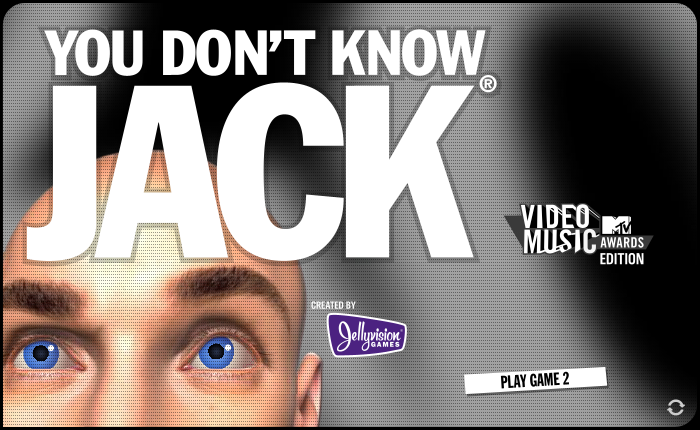 YOU DON'T KNOW
JACK®
VIDEO
MUSIC
MTV
AWARDS
EDITION
CREATED BY
Jellyvision
GAMES
PLAY GAME 2